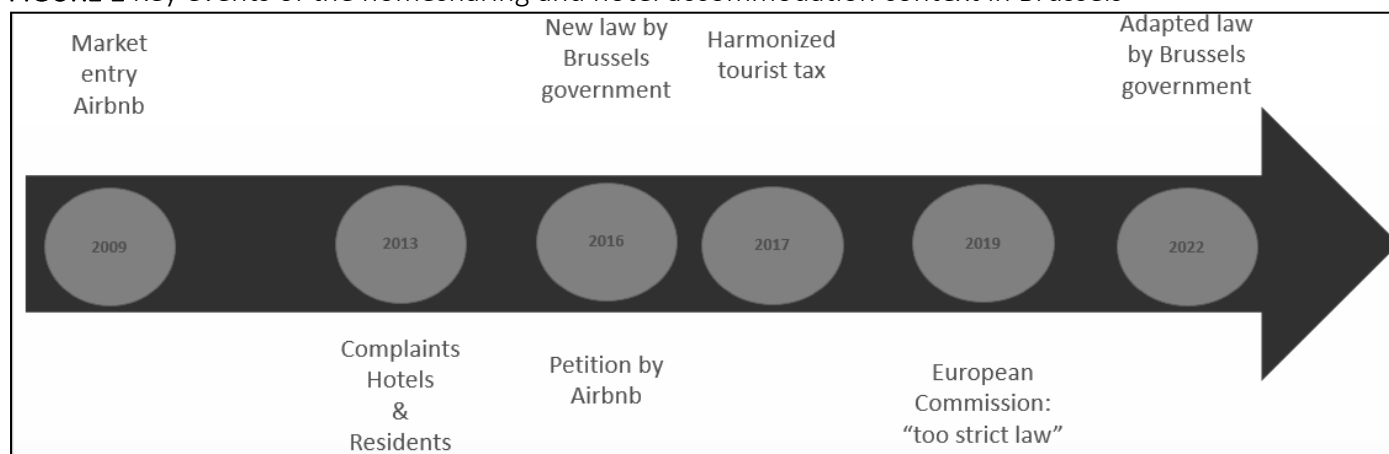 FIGURE Key events of the homesharing and hotel accommodation context in Brussels
Market
entry
Airbnb
New law by
Brussels
government
Harmonized
tourist tax
Adapted law
by Brussels
government
2009
2013
2016
2017
2019
2022
Complaints
Hotels
&
Residents
Petition by
Airbnb
European
Commission:
“too strict law”